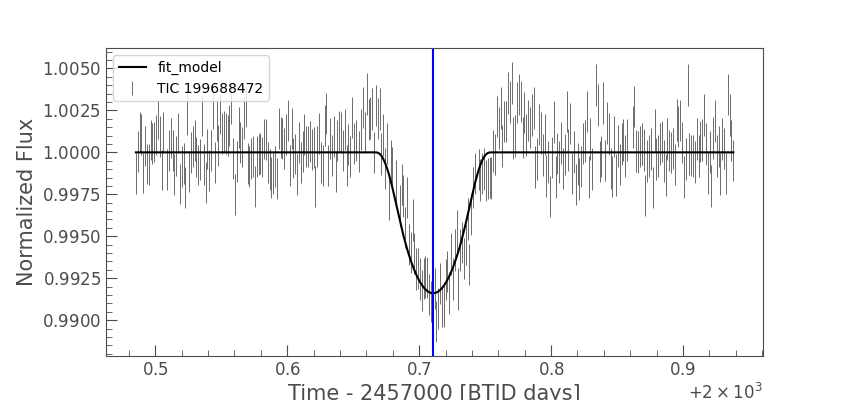 fit_model
TIC 199688472
1.0050
1.0025
1.0000
0.9975
0.9950
0.9925
0.9900
Normalized Flux
0.5 0.6 0.7 0.8 0.9
+2 × 10³
Time - 2457000 [BTJD days]